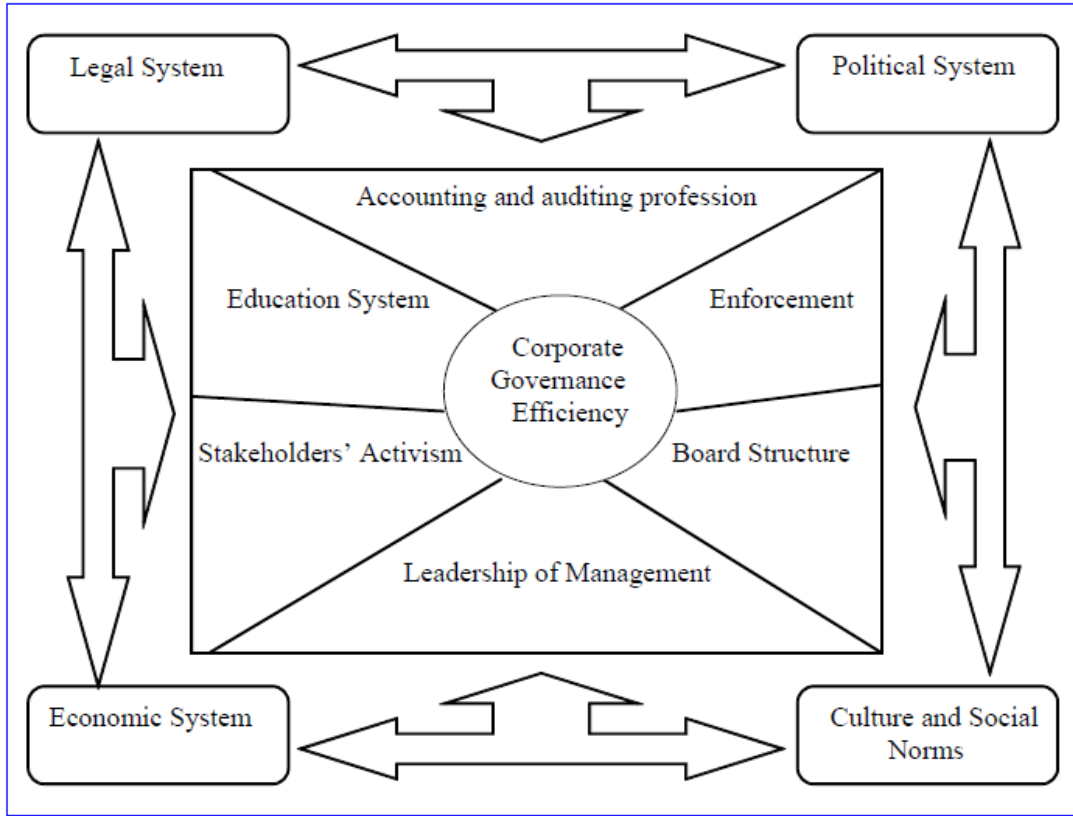 Legal System
Political System
Accounting and auditing profession
Education System
Enforcement
Corporate
Governance
Efficiency
Stakeholders’ Activism
Board Structure
Leadership of Management
Economic System
Culture and Social
Norms